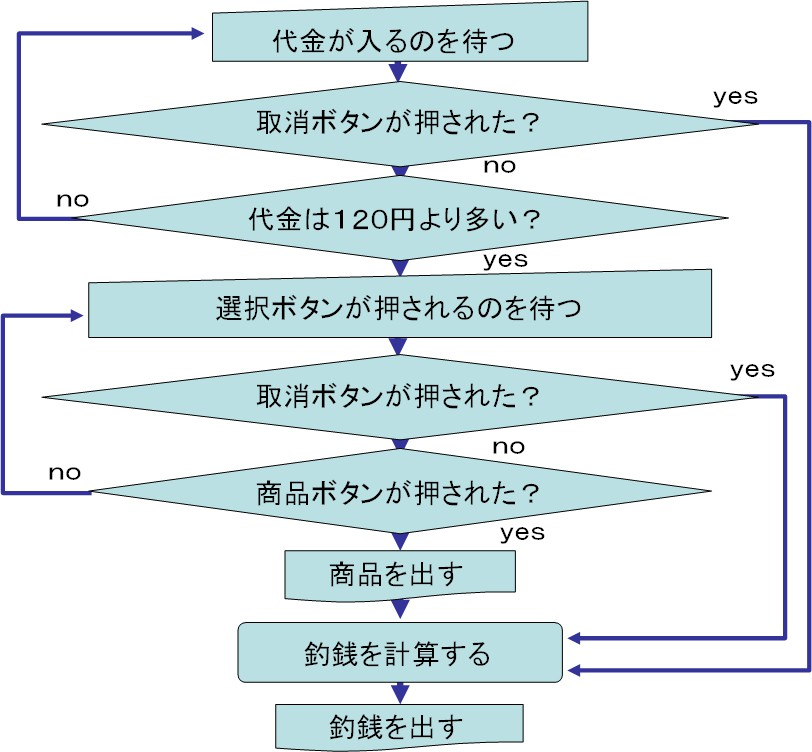 代金が入るのを待つ
yes
取消ボタンが押された？
no
no
代金は１２０円より多い？
yes
選択ボタンが押されるのを待つ
yes
取消ボタンが押された？
no
no
商品ボタンが押された？
yes
商品を出す
釣銭を計算する
釣銭を出す